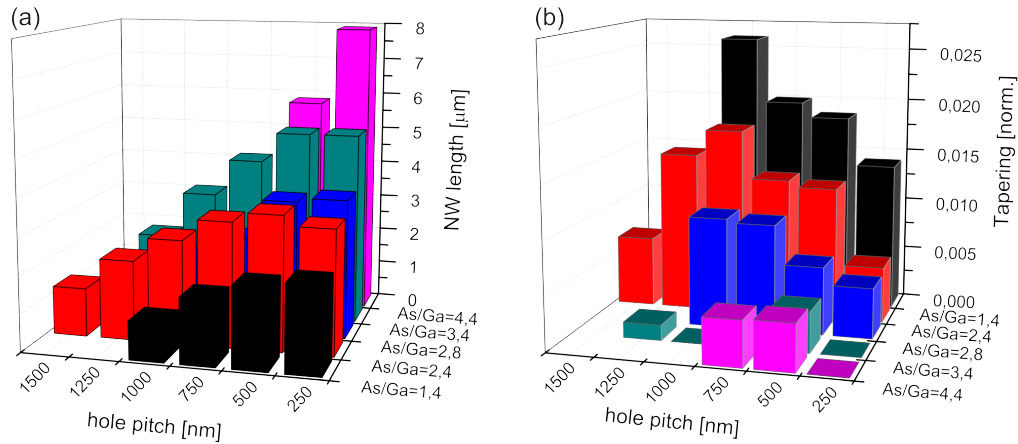 (a)
8
7
6
5
4
3
2
1
0
NW length [μm]
As/Ga=4,4
As/Ga=3,4
As/Ga=2,8
As/Ga=2,4
As/Ga=1,4
1500
1250
1000
750
500
250
hole pitch [nm]
(b)
0,025
0,020
0,015
0,010
0,005
0,000
Tapering [norm.]
As/Ga=1,4
As/Ga=2,4
As/Ga=2,8
As/Ga=3,4
As/Ga=4,4
1500
1250
1000
750
500
250
hole pitch [nm]